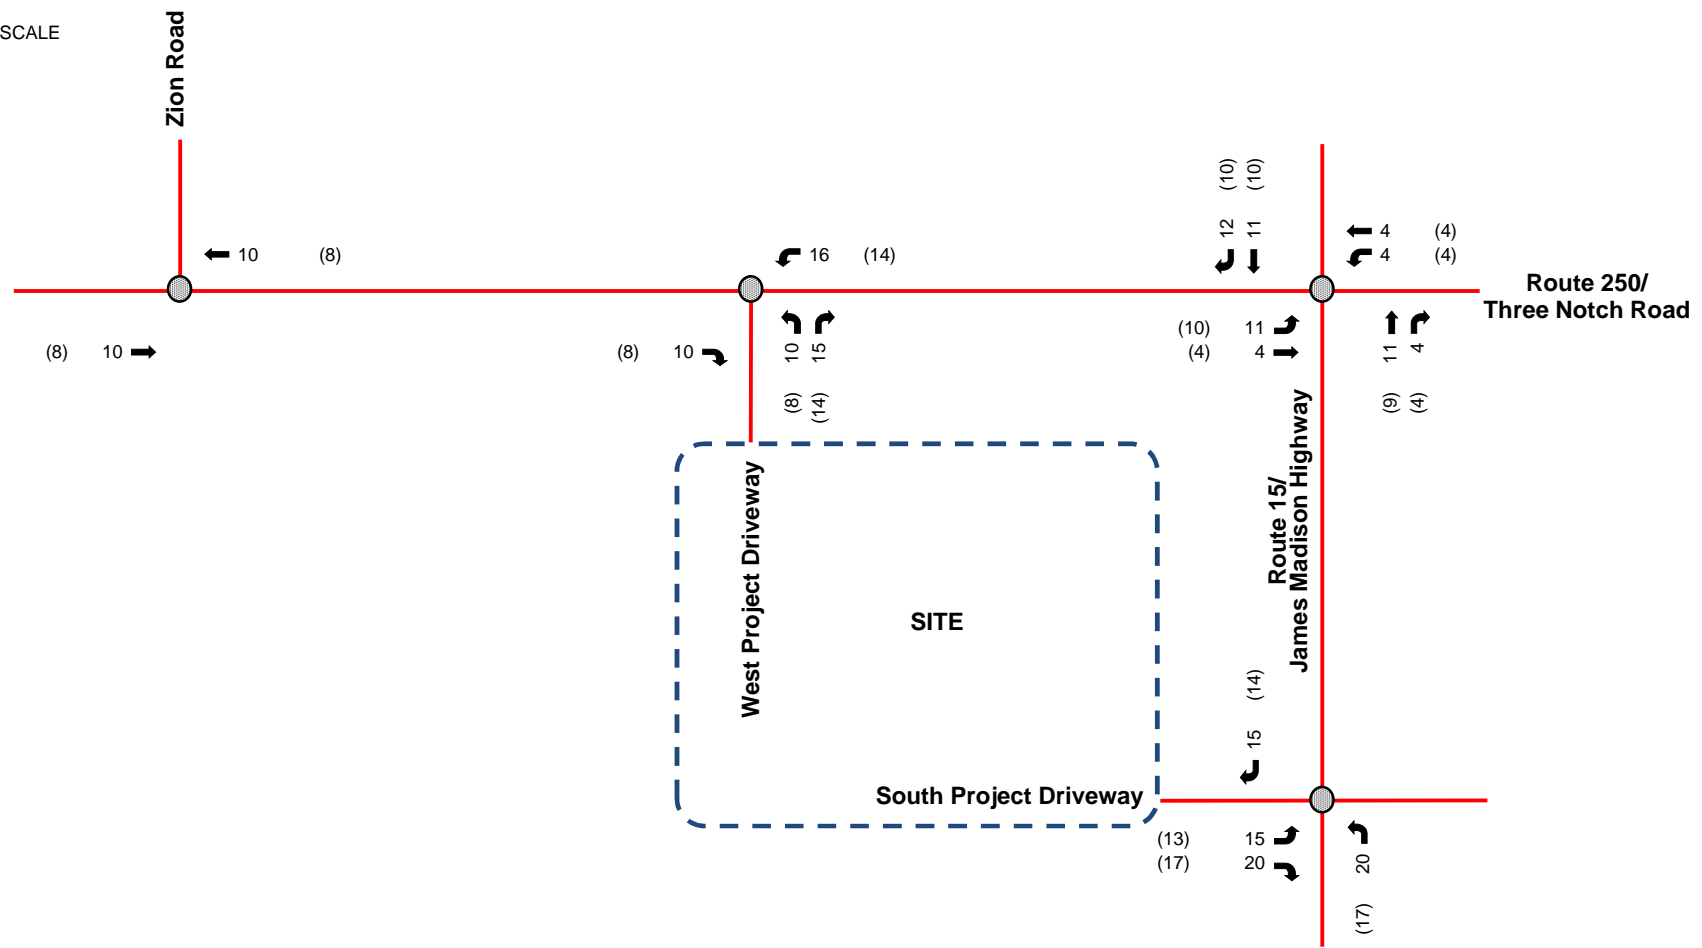 SCALE
Zion Road
(10) (10)
12 11
4 (4)
10 (8)
16 (14)
4 (4)
Route 250/
Three Notch Road
(10) 11
(8) 10
(8) 10
10 15
(4) 4
11 4
(8) (14)
(9) (4)
West Project Driveway
Route 15/
James Madison Highway
SITE
(14)
15
South Project Driveway
(13) 15
(17) 20
20
(17)